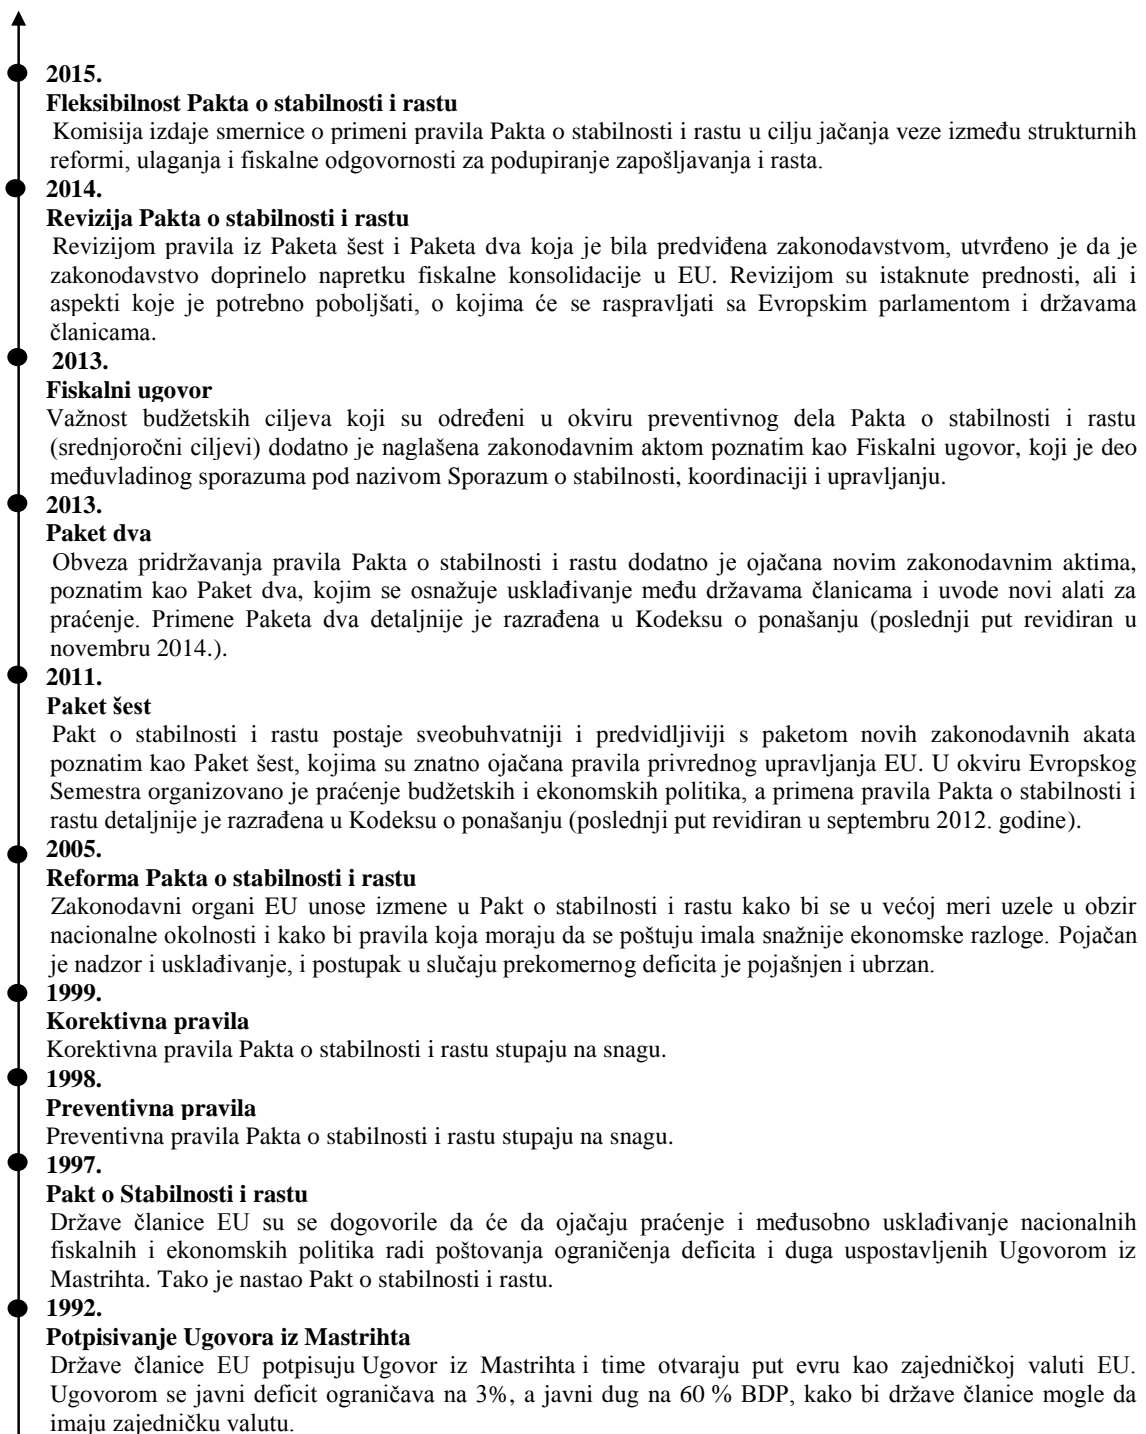 2015.
Fleksibilnost Pakta o stabilnosti i rastu
Komisija izdaje smernice o primeni pravila Pakta o stabilnosti i rastu u cilju jačanja veze između strukturnih
reformi, ulaganja i fiskalne odgovornosti za podupiranje zapošljavanja i rasta.
2014.
Revizija Pakta o stabilnosti i rastu
Revizijom pravila iz Paketa šest i Paketa dva koja je bila predviđena zakonodavstvom, utvrđeno je da je
zakonodavstvo doprinelo napretku fiskalne konsolidacije u EU. Revizijom su istaknute prednosti, ali i
aspekti koje je potrebno poboljšati, o kojima će se raspravljati sa Evropskim parlamentom i državama
članicama.
2013.
Fiskalni ugovor
Važnost budžetskih ciljeva koji su određeni u okviru preventivnog dela Pakta o stabilnosti i rastu
(srednjoročni ciljevi) dodatno je naglašena zakonodavnim aktom poznatim kao Fiskalni ugovor, koji je deo
međuvladinog sporazuma pod nazivom Sporazum o stabilnosti, koordinaciji i upravljanju.
2013.
Paket dva
Obveza pridržavanja pravila Pakta o stabilnosti i rastu dodatno je ojačana novim zakonodavnim aktima,
poznatim kao Paket dva, kojim se osnažuje usklađivanje među državama članicama i uvode novi alati za
praćenje. Primene Paketa dva detaljnije je razrađena u Kodeksu o ponašanju (poslednji put revidiran u
novembru 2014.).
2011.
Paket šest
Pakt o stabilnosti i rastu postaje sveobuhvatniji i predvidljiviji s paketom novih zakonodavnih akata
poznatim kao Paket šest, kojima su znatno ojačana pravila privrednog upravljanja EU. U okviru Evropskog
Semestra organizovano je praćenje budžetskih i ekonomskih politika, a primena pravila Pakta o stabilnosti i
rastu detaljnije je razrađena u Kodeksu o ponašanju (poslednji put revidiran u septembru 2012. godine).
2005.
Reforma Pakta o stabilnosti i rastu
Zakonodavni organi EU unose izmene u Pakt o stabilnosti i rastu kako bi se u većoj meri uzele u obzir
nacionalne okolnosti i kako bi pravila koja moraju da se poštuju imala snažnije ekonomske razloge. Pojačan
je nadzor i usklađivanje, i postupak u slučaju prekomernog deficita je pojašnjen i ubrzan.
1999.
Korektivna pravila
Korektivna pravila Pakta o stabilnosti i rastu stupaju na snagu.
1998.
Preventivna pravila
Preventivna pravila Pakta o stabilnosti i rastu stupaju na snagu.
1997.
Pakt o Stabilnosti i rastu
Države članice EU su se dogovorile da će da ojačaju praćenje i međusobno usklađivanje nacionalnih
fiskalnih i ekonomskih politika radi poštovanja ograničenja deficita i duga uspostavljenih Ugovorom iz
Mastrihta. Tako je nastao Pakt o stabilnosti i rastu.
1992.
Potpisivanje Ugovora iz Mastrihta
Države članice EU potpisuju Ugovor iz Mastrihta i time otvaraju put evru kao zajedničkoj valuti EU.
Ugovorom se javni deficit ograničava na 3%, a javni dug na 60 % BDP, kako bi države članice mogle da
imaju zajedničku valutu.